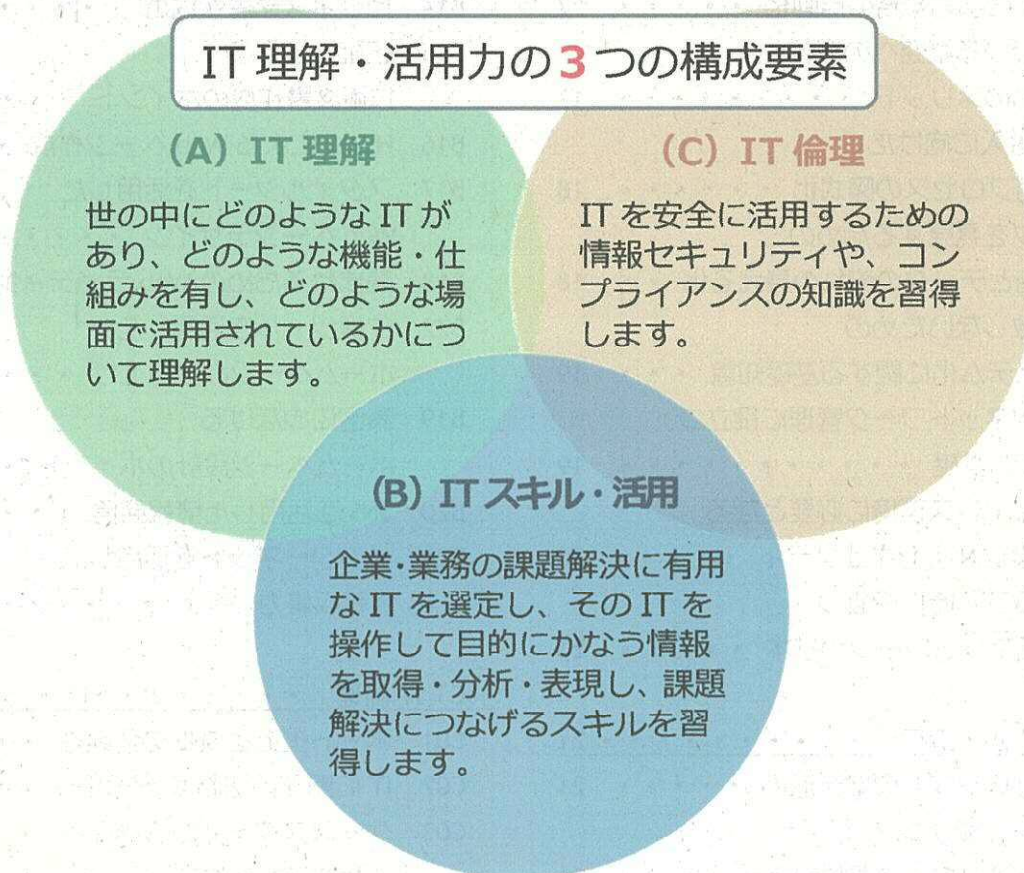 IT 理解・活用力の3つの構成要素
(A) IT 理解
世の中にどのような IT が
あり、どのような機能・仕
組みを有し、どのような場
面で活用されているかにつ
いて理解します。
(C) IT 倫理
IT を安全に活用するための
情報セキュリティや、コン
プライアンスの知識を習得
します。
(B) IT スキル・活用
企業・業務の課題解決に有用
な IT を選定し、その IT を
操作して目的にかなう情報
を取得・分析・表現し、課題
解決につなげるスキルを習
得します。